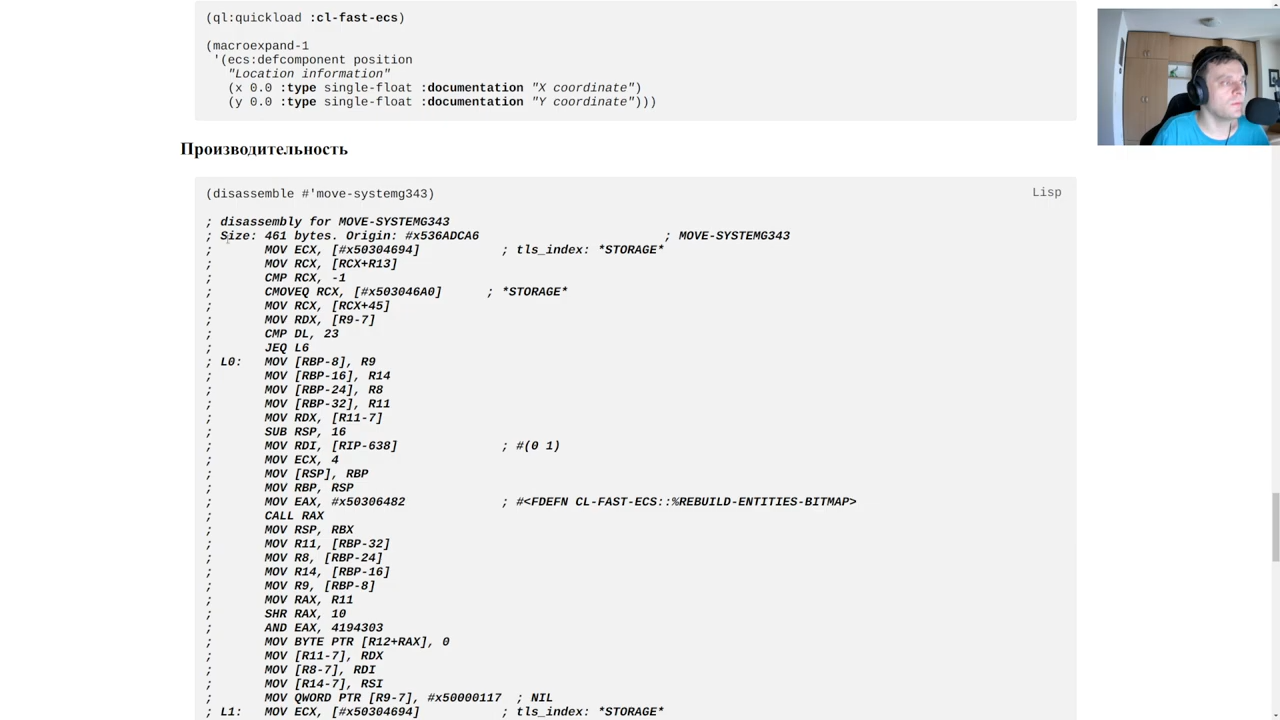 (ql:quickload :cl-fast-ecs)
(macroexpand-1
'(ecs:defcomponent position
"Location information"
(x 0.0 :type single-float :documentation "X coordinate")
(y 0.0 :type single-float :documentation "Y coordinate")))
Производительность
(disassemble #'move-systemg343)
Lisp
; disassembly for MOVE-SYSTEMG343
; Size: 461 bytes. Origin: #x536ADCA6 ; MOVE-SYSTEMG343
; MOV ECX, [#x50304694] ; tls_index: *STORAGE*
; MOV RCX, [RCX+R13]
; CMP RCX, -1
; CMOVEQ RCX, [#x503046A0] ; *STORAGE*
; MOV RCX, [RCX+45]
; MOV RDX, [R9-7]
; CMP DL, 23
; JEQ L6
; L0: MOV [RBP-8], R9
; MOV [RBP-16], R14
; MOV [RBP-24], R8
; MOV [RBP-32], R11
; MOV RDX, [R11-7]
; SUB RSP, 16
; MOV RDI, [RIP-638] ; #(0 1)
; MOV ECX, 4
; MOV [RSP], RBP
; MOV RBP, RSP
; MOV EAX, #x50306482 ; #<FDEFN CL-FAST-ECS::%REBUILD-ENTITIES-BITMAP>
; CALL RAX
; MOV RSP, RBX
; MOV R11, [RBP-32]
; MOV R8, [RBP-24]
; MOV R14, [RBP-16]
; MOV R9, [RBP-8]
; MOV RAX, R11
; SHR RAX, 10
; AND EAX, 4194303
; MOV BYTE PTR [R12+RAX], 0
; MOV [R11-7], RDX
; MOV [R8-7], RDI
; MOV [R14-7], RSI
; MOV QWORD PTR [R9-7], #x50000117 ; NIL
; L1: MOV ECX, [#x50304694] ; tls_index: *STORAGE*